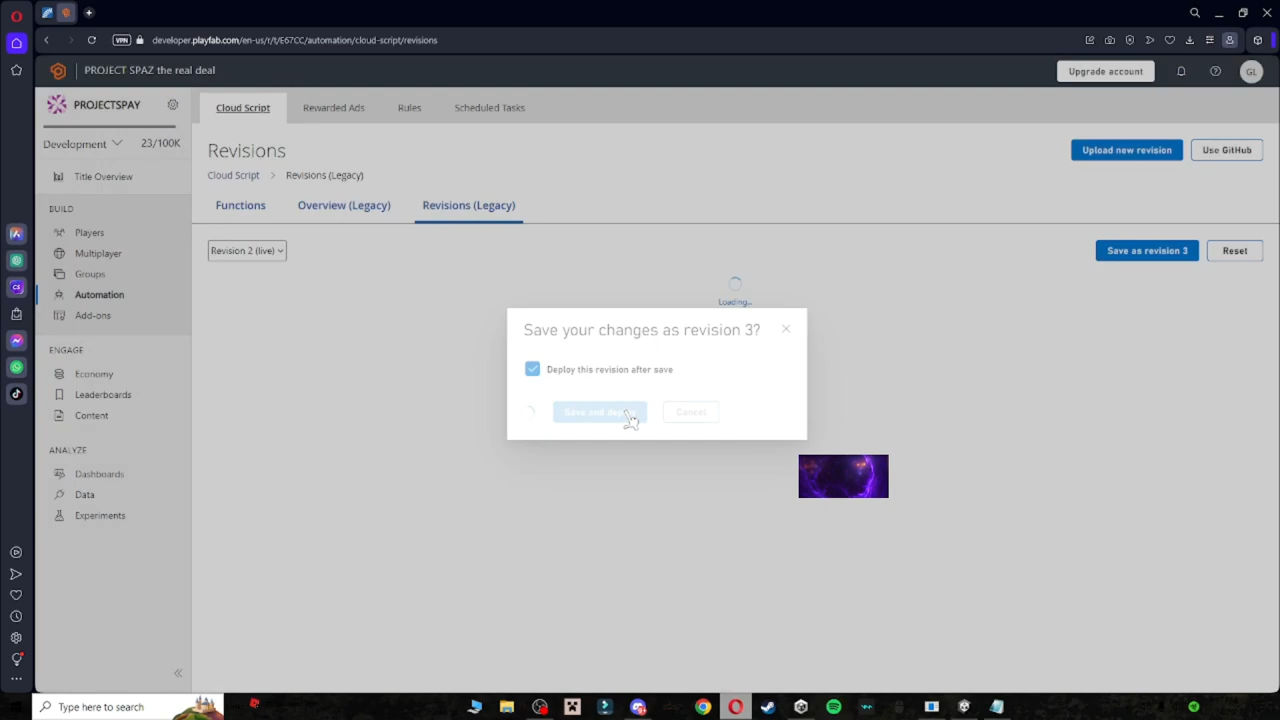 VPN
developer.playfab.com/en-us/r/t/E67CC/automation/cloud-script/revisions
PROJECT SPAZ the real deal
Upgrade account
GL
PROJECTSPAY
Development
23/100K
Title Overview
BUILD
Players
Multiplayer
Groups
Automation
Add-ons
ENGAGE
Economy
Leaderboards
Content
ANALYZE
Dashboards
Data
Experiments
Cloud Script
Rewarded Ads
Rules
Scheduled Tasks
Revisions
Upload new revision
Use GitHub
Cloud Script > Revisions (Legacy)
Functions
Overview (Legacy)
Revisions (Legacy)
Revision 2 (live)
Save as revision 3
Reset
Loading...
Save your changes as revision 3?
Deploy this revision after save
Save and deploy
Cancel
Type here to search